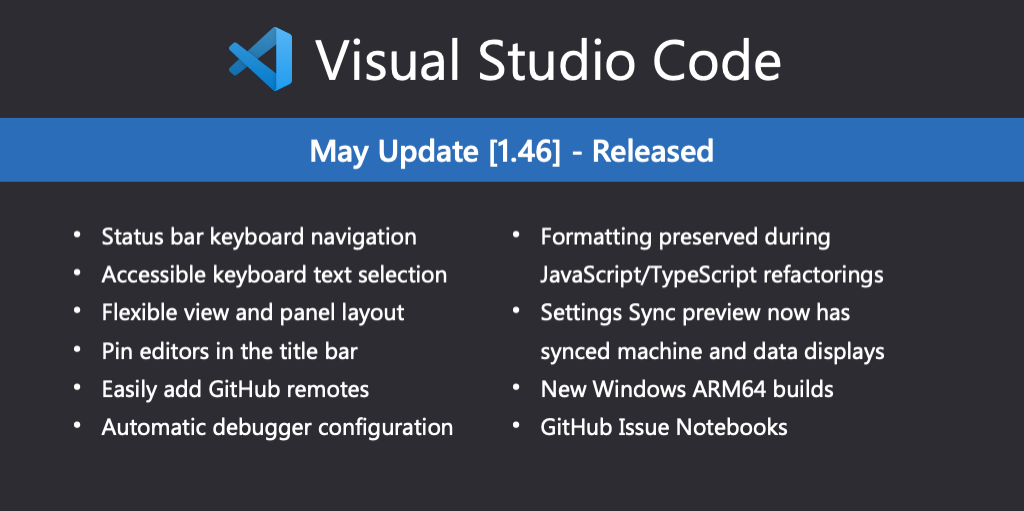 Visual Studio Code
May Update [1.46] - Released
• Status bar keyboard navigation
• Accessible keyboard text selection
• Flexible view and panel layout
• Pin editors in the title bar
• Easily add GitHub remotes
• Automatic debugger configuration
• Formatting preserved during
JavaScript/TypeScript refactorings
• Settings Sync preview now has
synced machine and data displays
• New Windows ARM64 builds
• GitHub Issue Notebooks